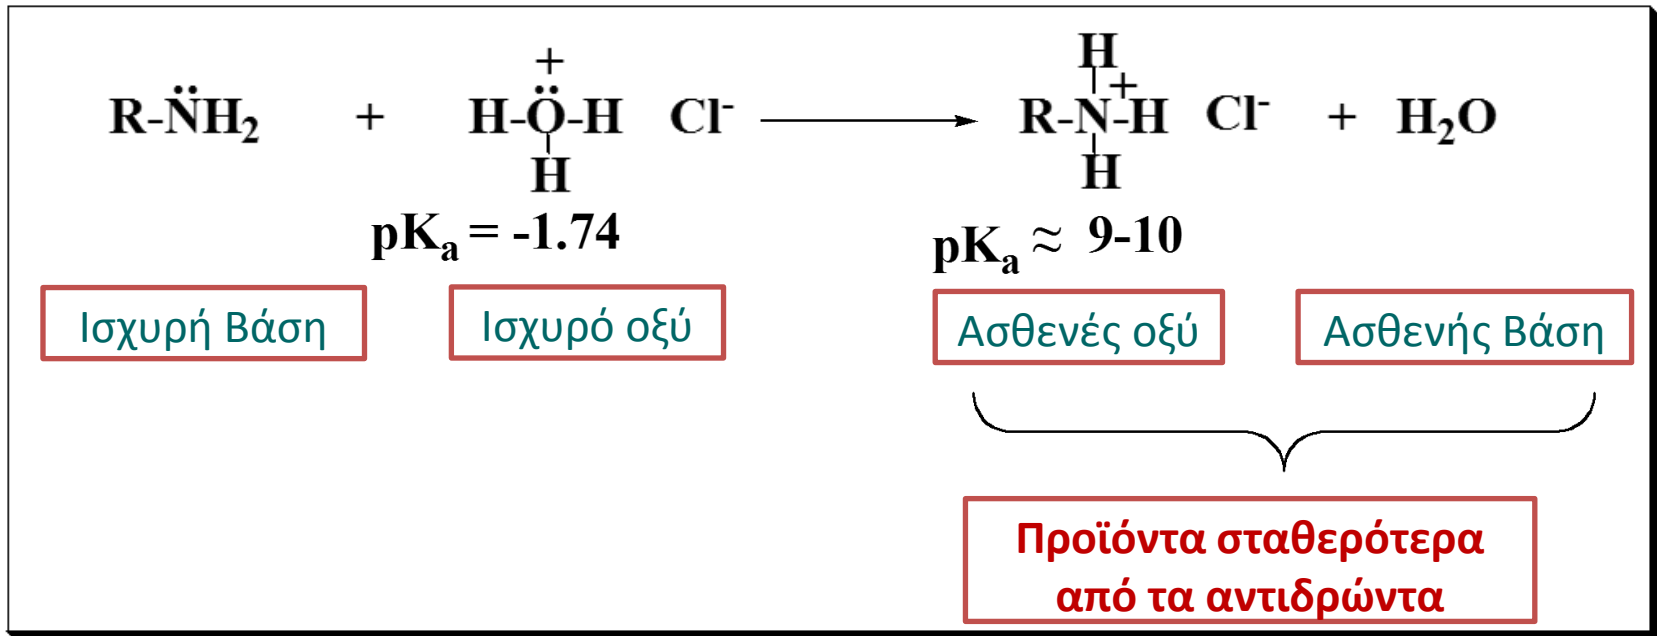 R-N̈H₂ + H-Ö⁺(H)-H Cl⁻ → R-N⁺(H)(H)-H Cl⁻ + H₂O
pKₐ = -1.74 pKₐ ≈ 9-10
Ισχυρή Βάση Ισχυρό οξύ Ασθενές οξύ Ασθενής Βάση
Προϊόντα σταθερότερα
από τα αντιδρώντα